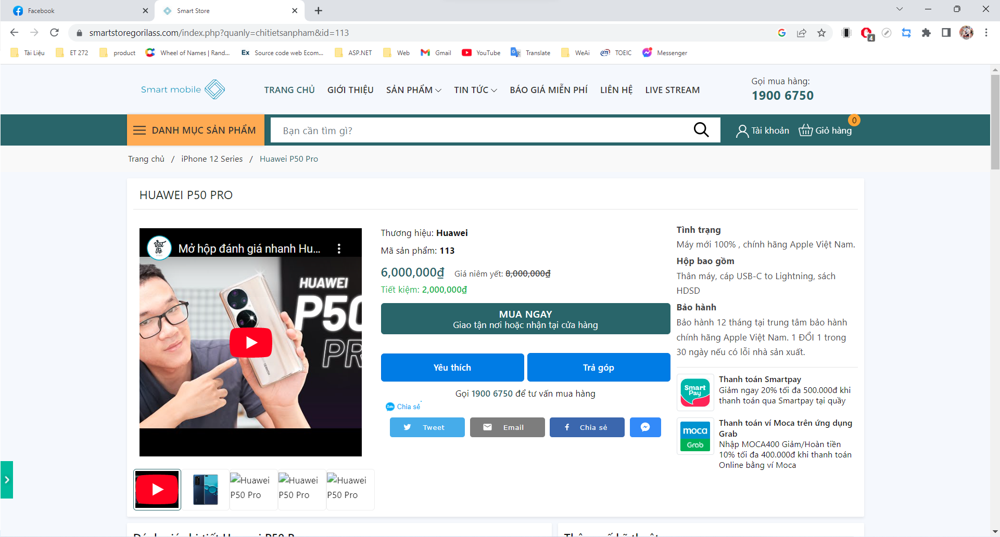 Facebook
Smart Store
smartstoregorilass.com/index.php?quanly=chitietsanpham&id=113
4
Tài Liệu
ET 272
product
Wheel of Names | Rand...
Ex Source code web Ecom...
ASP.NET
Web
Gmail
YouTube
Translate
WeAi
TOEIC
Messenger
Smart mobile
TRANG CHỦ
GIỚI THIỆU
SẢN PHẨM
TIN TỨC
BÁO GIÁ MIỄN PHÍ
LIÊN HỆ
LIVE STREAM
Gọi mua hàng:
1900 6750
DANH MỤC SẢN PHẨM
Bạn cần tìm gì?
Tài khoản
Giỏ hàng
0
Trang chủ / iPhone 12 Series / Huawei P50 Pro
HUAWEI P50 PRO
Vật Vờ
Mở hộp đánh giá nhanh Hu...
HUAWEI
P50
PR
HUAWEI
Huawei P50 Pro
Huawei P50 Pro
Huawei P50 Pro
Thương hiệu: Huawei
Mã sản phẩm: 113
6,000,000₫ Giá niêm yết: 8,000,000₫
Tiết kiệm: 2,000,000₫
MUA NGAY
Giao tận nơi hoặc nhận tại cửa hàng
Yêu thích
Trả góp
Gọi 1900 6750 để tư vấn mua hàng
Zalo Chia sẻ
Tweet
Email
Chia sẻ
Tình trạng
Máy mới 100% , chính hãng Apple Việt Nam.
Hộp bao gồm
Thân máy, cáp USB-C to Lightning, sách
HDSD
Bảo hành
Bảo hành 12 tháng tại trung tâm bảo hành
chính hãng Apple Việt Nam. 1 ĐỔI 1 trong
30 ngày nếu có lỗi nhà sản xuất.
Smart Pay
Thanh toán Smartpay
Giảm ngay 20% tối đa 500.000đ khi
thanh toán qua Smartpay tại quầy
moca
Grab
Thanh toán ví Moca trên ứng dụng
Grab
Nhập MOCA400 Giảm/Hoàn tiền
10% tối đa 400.000đ khi thanh toán
Online bằng ví Moca